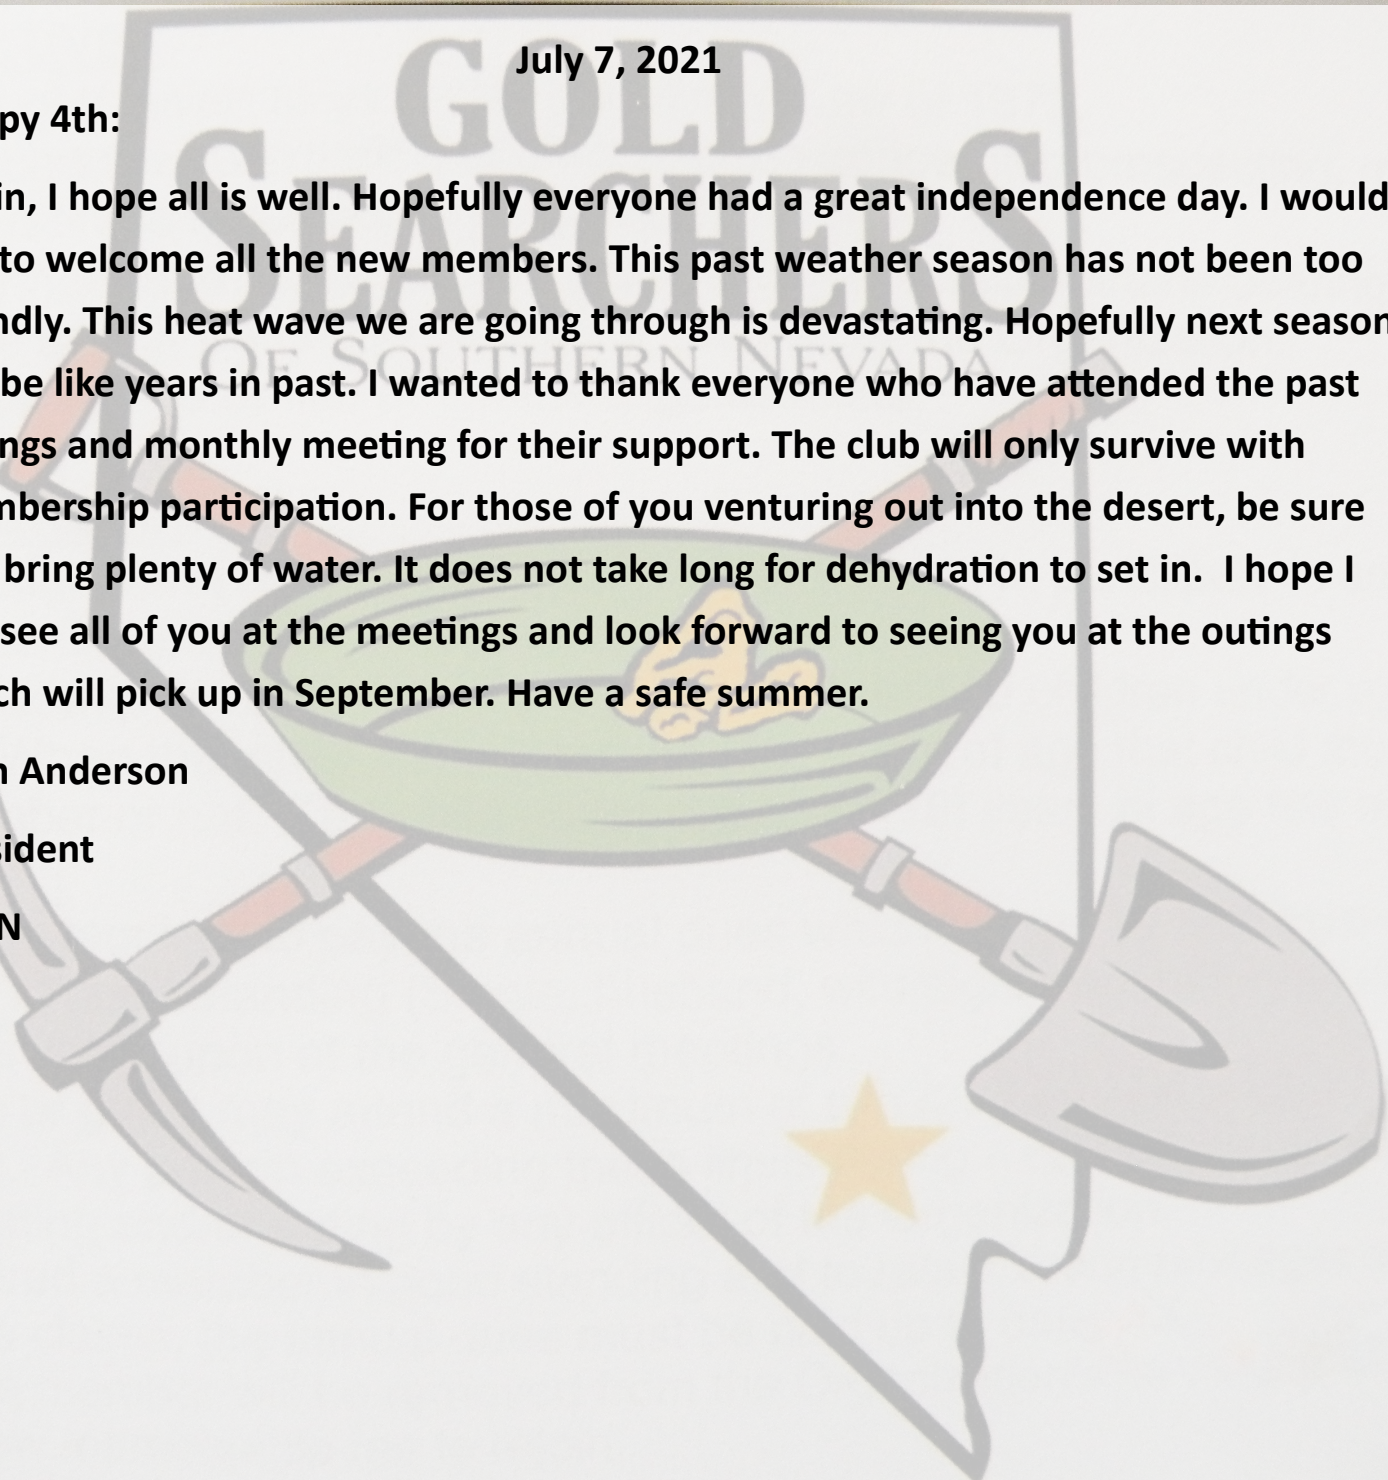 July 7, 2021
GOLD
SEARCHERS
OF SOUTHERN NEVADA
py 4th:
in, I hope all is well. Hopefully everyone had a great independence day. I would
to welcome all the new members. This past weather season has not been too
ndly. This heat wave we are going through is devastating. Hopefully next season
be like years in past. I wanted to thank everyone who have attended the past
ngs and monthly meeting for their support. The club will only survive with
mbership participation. For those of you venturing out into the desert, be sure
bring plenty of water. It does not take long for dehydration to set in.  I hope I
see all of you at the meetings and look forward to seeing you at the outings
ch will pick up in September. Have a safe summer.
n Anderson
sident
N